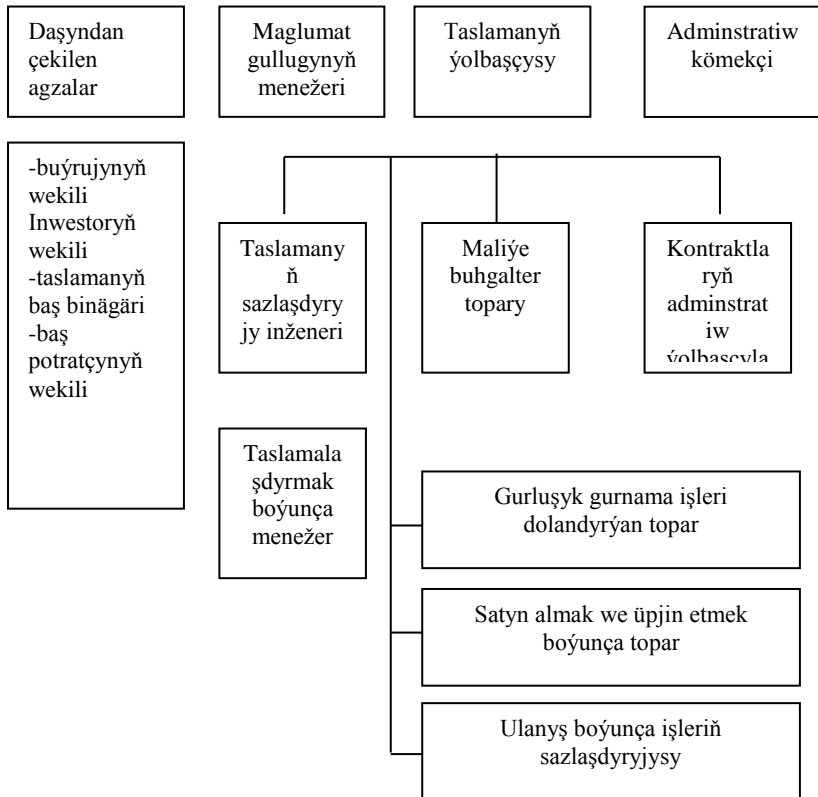 Daşyndan
çekilen
agzalar
Maglumat
gullugynyň
menežeri
Taslamanyň
ýolbaşçysy
Adminstratiw
kömekçi
-buýrujynyň
wekili
Inwestoryň
wekili
-taslamanyň
baş binägäri
-baş
potratçynyň
wekili
Taslamany
ň
sazlaşdyry
jy inženeri
Maliýe
buhgalter
topary
Kontraktla
ryň
adminstrat
iw
ýolbaşçyla
Taslamala
şdyrmak
boýunça
menežer
Gurluşyk gurnama işleri
dolandyrýan topar
Satyn almak we üpjin etmek
boýunça topar
Ulanyş boýunça işleriň
sazlaşdyryjysy